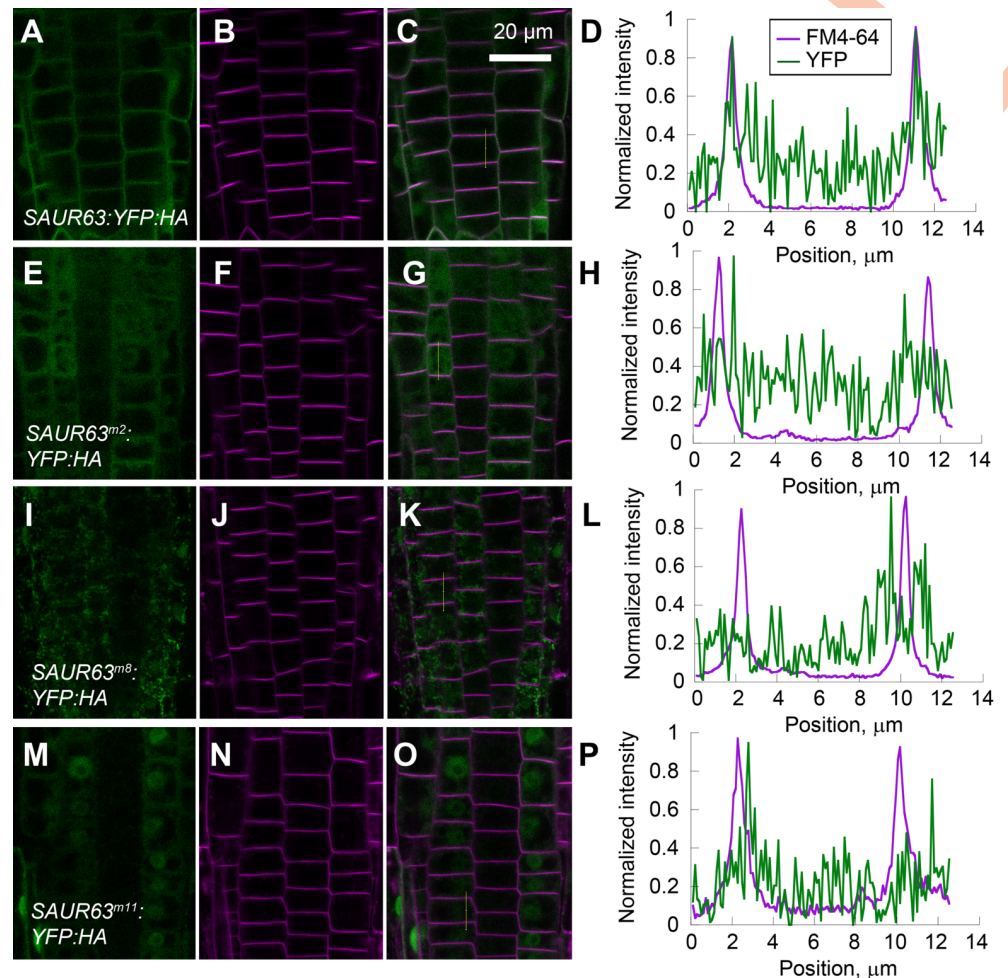 A
B
C
20 μm
SAUR63:YFP:HA
D
FM4-64
YFP
Normalized intensity
1
0.8
0.6
0.4
0.2
0
0 2 4 6 8 10 12 14
Position, μm
E
F
G
SAUR63m2:
YFP:HA
H
Normalized intensity
1
0.8
0.6
0.4
0.2
0
0 2 4 6 8 10 12 14
Position, μm
I
J
K
SAUR63m8:
YFP:HA
L
Normalized intensity
1
0.8
0.6
0.4
0.2
0
0 2 4 6 8 10 12 14
Position, μm
M
N
O
SAUR63m11:
YFP:HA
P
Normalized intensity
1
0.8
0.6
0.4
0.2
0
0 2 4 6 8 10 12 14
Position, μm